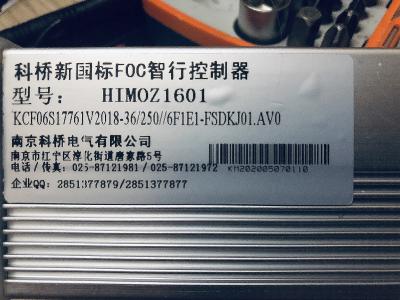 科桥新国标FOC智行控制器
型号： HIMOZ1601
KCF06S17761V2018-36/250//6F1E1-FSDKJ01.AV0
南京科桥电气有限公司
南京市江宁区淳化街道唐家路5号
电话/传真：025-87121981/025-87121972
KH202005070110
企业QQ：2851377879/2851377877